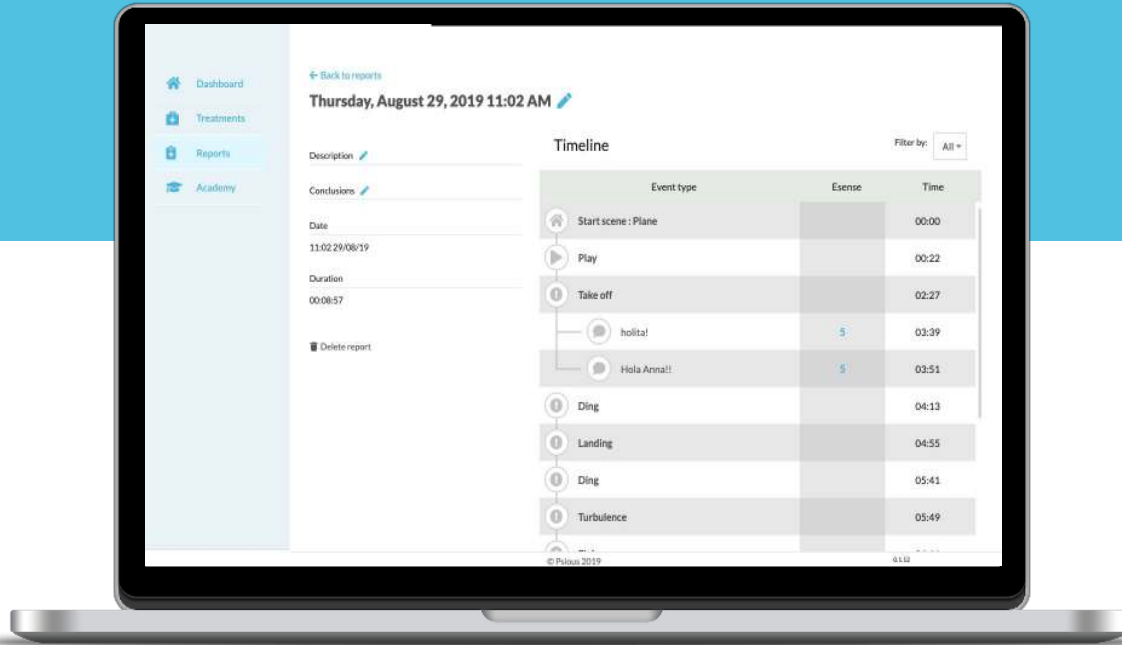 Dashboard
Treatments
Reports
Academy
Back to reports
Thursday, August 29, 2019 11:02 AM
Description
Conclusions
Date
11:02 29/08/19
Duration
00:08:57
Delete report
Timeline
Filter by: All
Event type Esense Time
Start scene : Plane 00:00
Play 00:22
Take off 02:27
holita! 5 03:39
Hola Anna!! 5 03:51
Ding 04:13
Landing 04:55
Ding 05:41
Turbulence 05:49
© Psious 2019